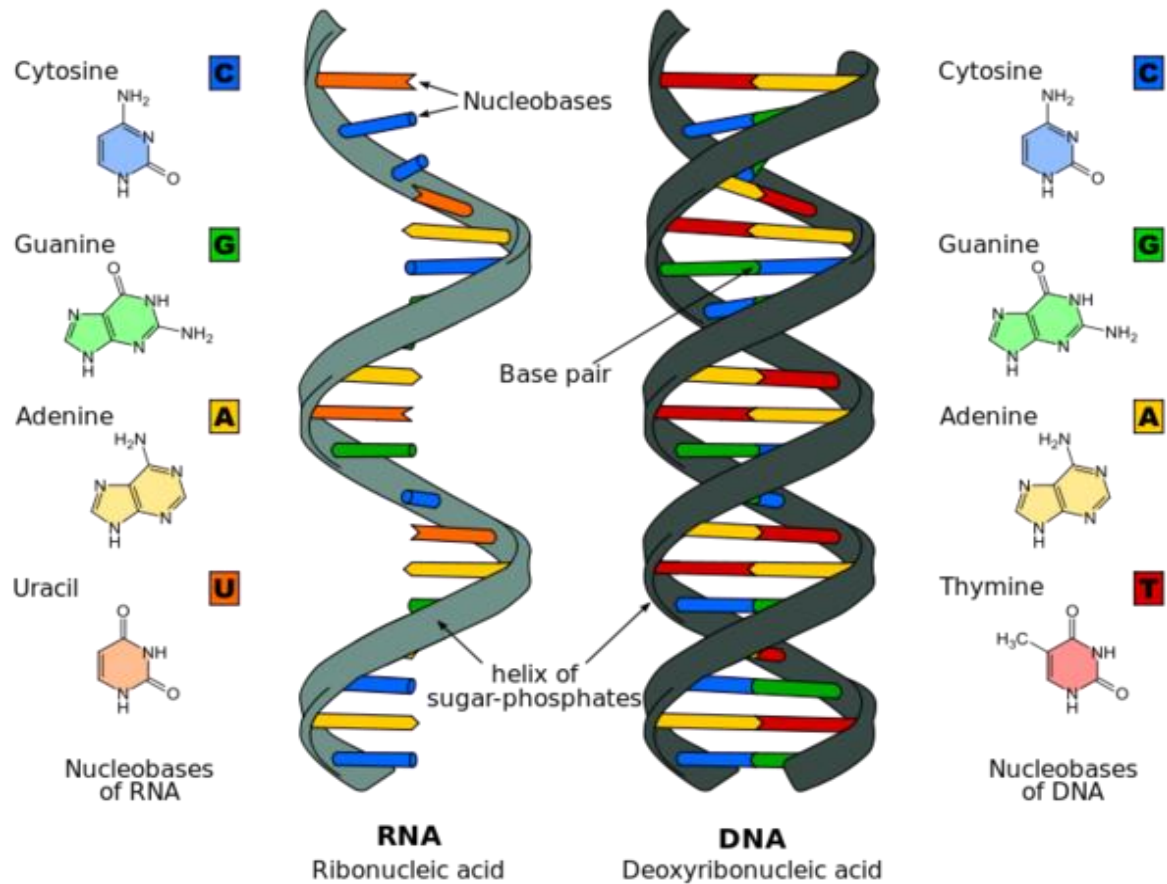 Cytosine C
NH2
N
N
H
O
Guanine G
O
N
NH
N
H
N
NH2
Adenine A
H2N
N
N
N
H
N
Uracil U
O
NH
N
H
O
Nucleobases
of RNA
Nucleobases
Base pair
helix of
sugar-phosphates
RNA
Ribonucleic acid
DNA
Deoxyribonucleic acid
Cytosine C
NH2
N
N
H
O
Guanine G
O
N
NH
N
H
N
NH2
Adenine A
H2N
N
N
N
H
N
Thymine T
O
H3C
NH
N
H
O
Nucleobases
of DNA